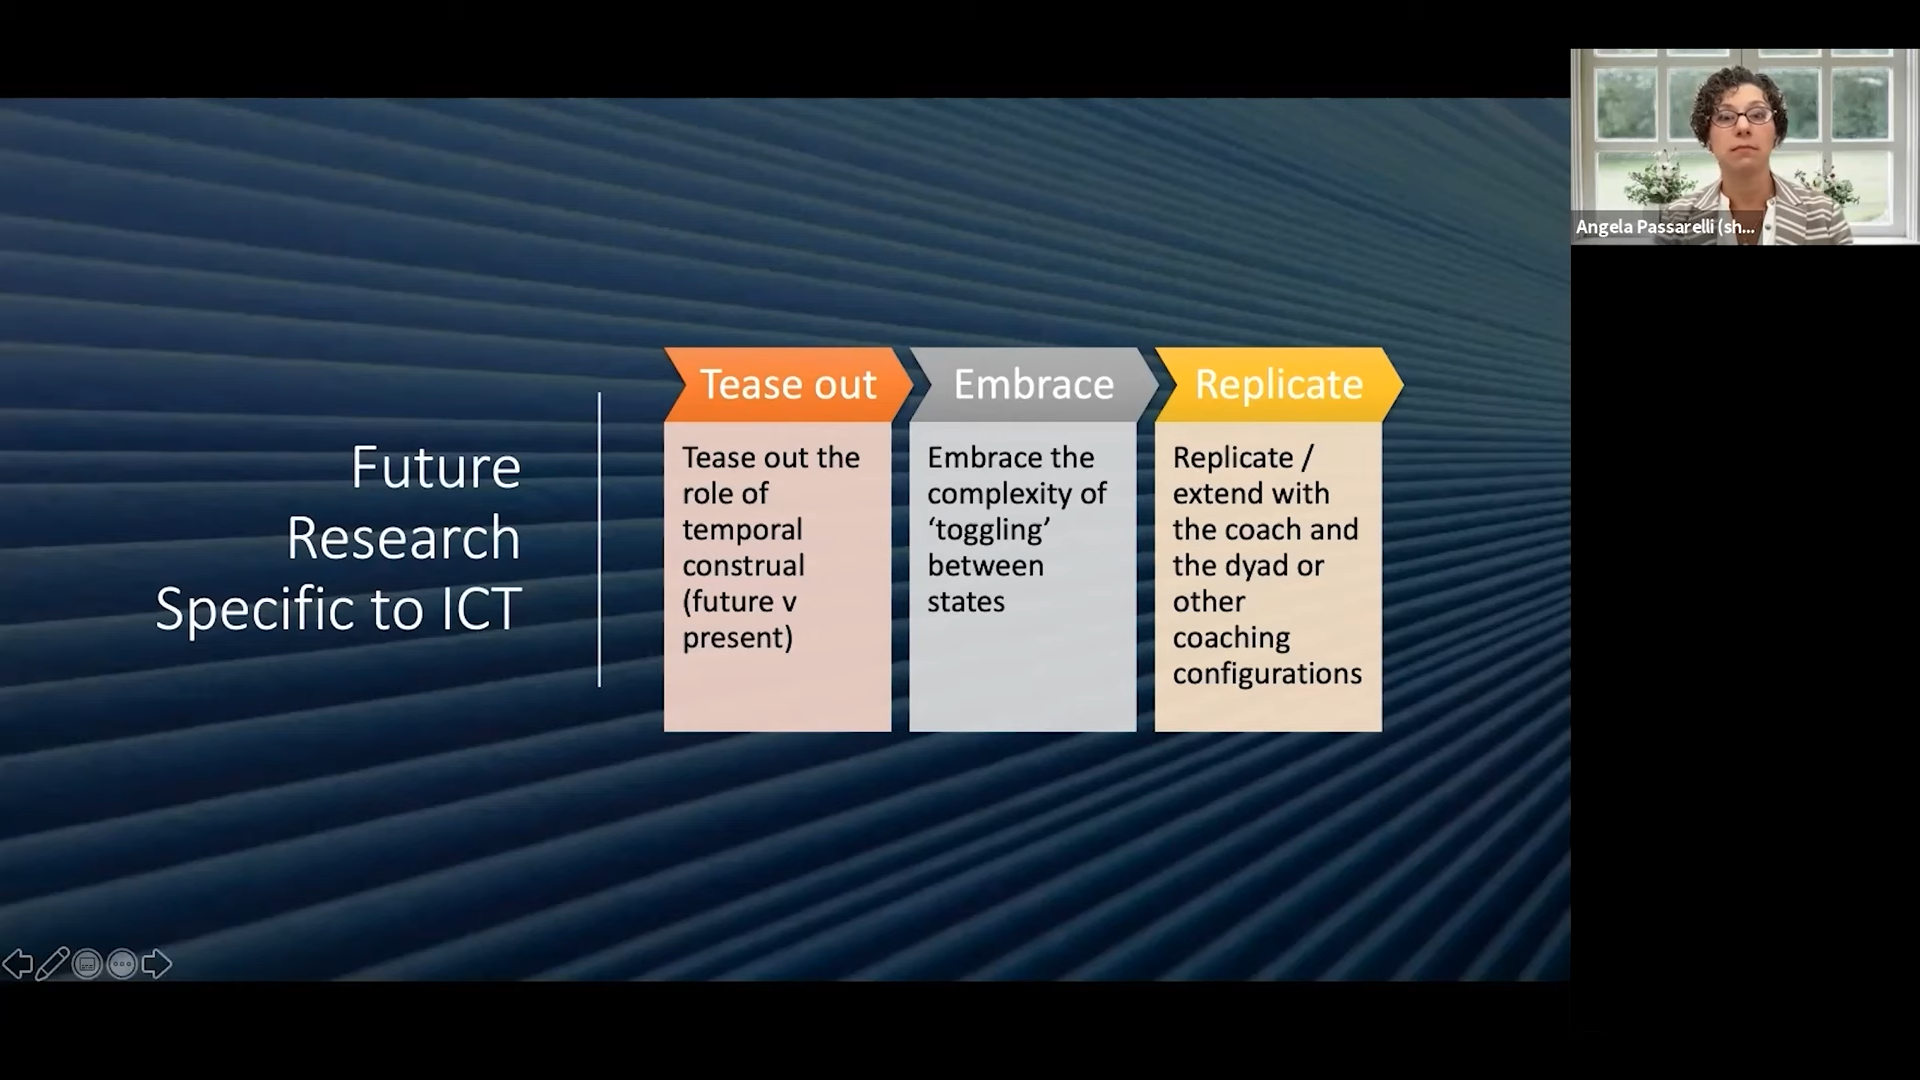 Future
Research
Specific to ICT
Tease out
Tease out the
role of
temporal
construal
(future v
present)
Embrace
Embrace the
complexity of
‘toggling’
between
states
Replicate
Replicate /
extend with
the coach and
the dyad or
other
coaching
configurations
Angela Passarelli (sh...